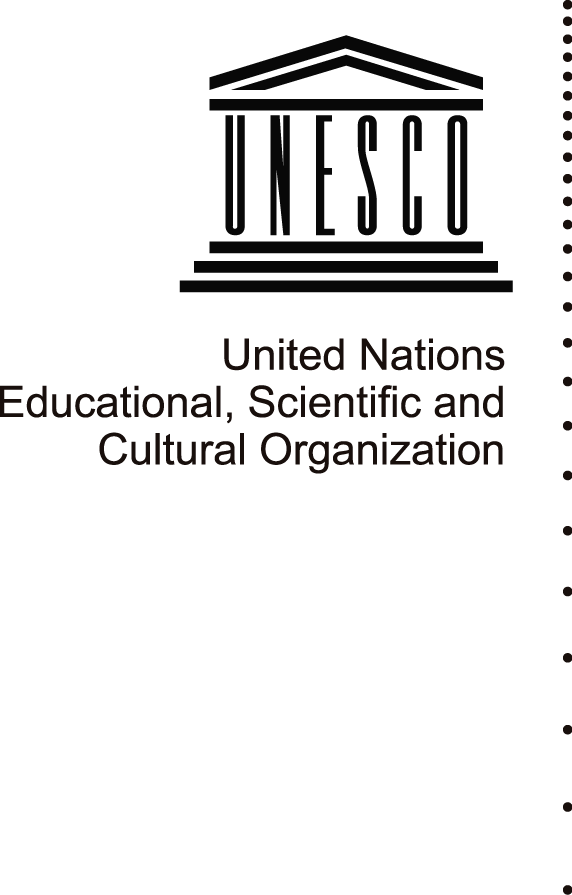 UNESCO
United Nations
Educational, Scientific and
Cultural Organization